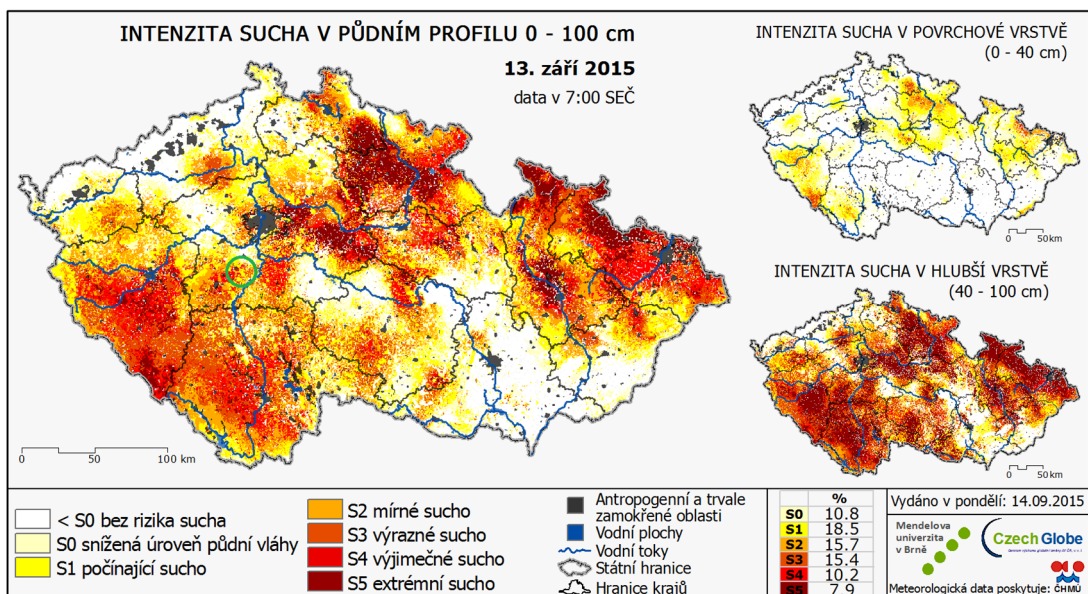 INTENZITA SUCHA V PŮDNÍM PROFILU 0 - 100 cm
13. září 2015
data v 7:00 SEČ
0 50 100 km
INTENZITA SUCHA V POVRCHOVÉ VRSTVĚ
(0 - 40 cm)
0 50km
INTENZITA SUCHA V HLUBŠÍ VRSTVĚ
(40 - 100 cm)
0 50km
< S0 bez rizika sucha
S0 snížená úroveň půdní vláhy
S1 počínající sucho
S2 mírné sucho
S3 výrazné sucho
S4 výjimečné sucho
S5 extrémní sucho
Antropogenní a trvale
zamokřené oblasti
Vodní plochy
Vodní toky
Státní hranice
Hranice krajů
%
S0 10.8
S1 18.5
S2 15.7
S3 15.4
S4 10.2
S5 7.9
Vydáno v pondělí: 14.09.2015
Mendelova
univerzita
v Brně
CzechGlobe
Meteorologická data poskytuje: ČHMÚ